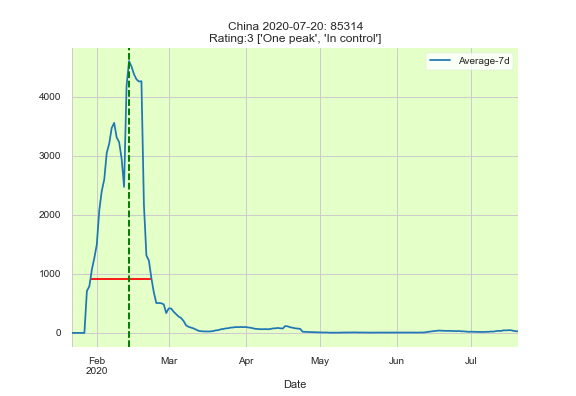 China 2020-07-20: 85314
Rating:3 ['One peak', 'In control']
Average-7d
4000
3000
2000
1000
0
Feb Mar Apr May Jun Jul
2020
Date